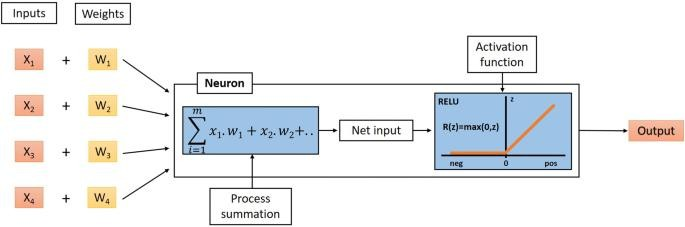 Inputs Weights
X1 + W1
X2 + W2
X3 + W3
X4 + W4
Neuron
m
∑ x1.w1 + x2.w2+..
i=1
Process
summation
Net input
Activation
function
RELU
z
R(z)=max(0,z)
neg 0 pos
Output